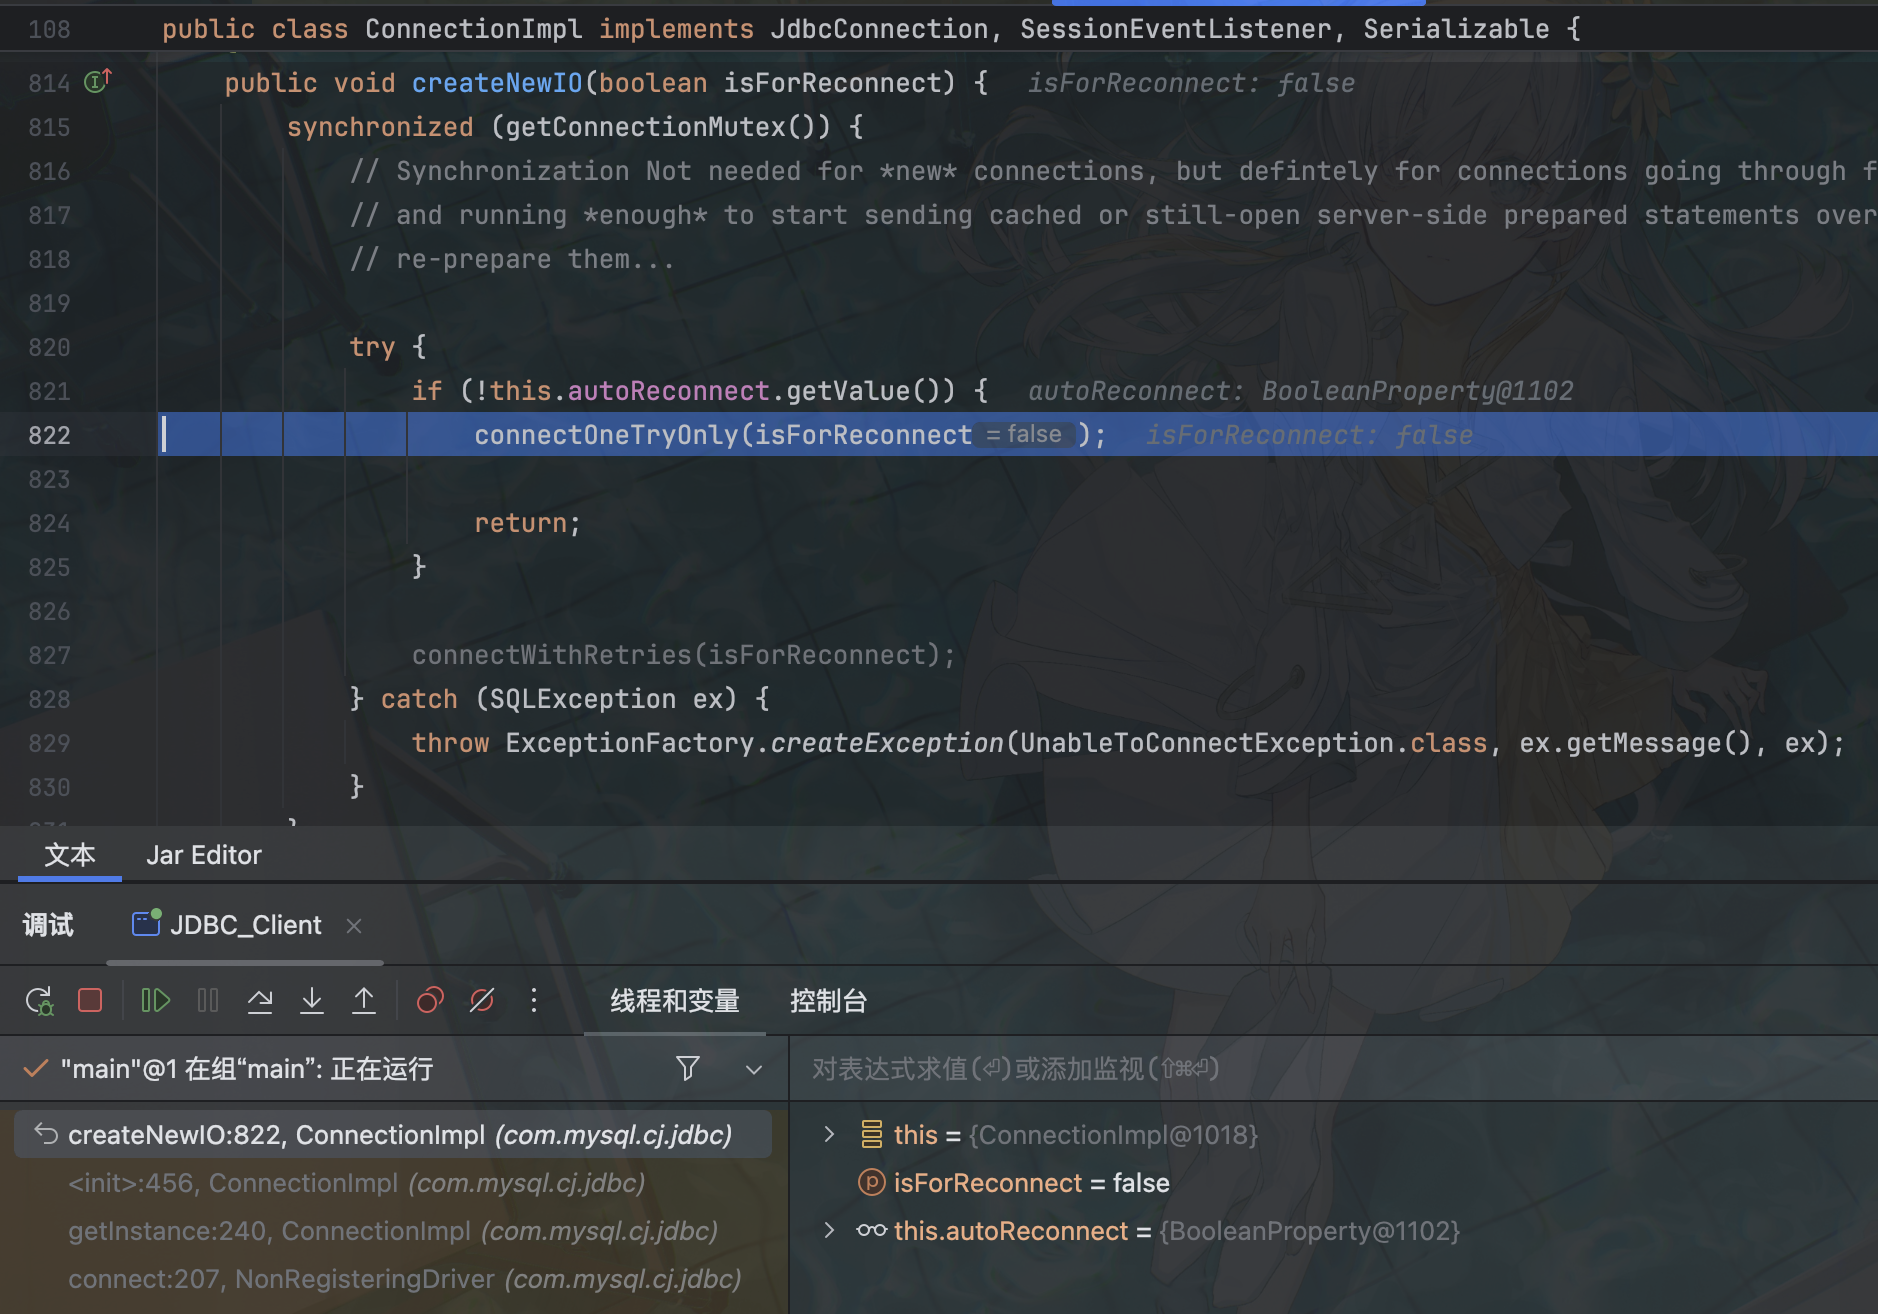 108 public class ConnectionImpl implements JdbcConnection, SessionEventListener, Serializable {
814 public void createNewIO(boolean isForReconnect) { isForReconnect: false
815 synchronized (getConnectionMutex()) {
816 // Synchronization Not needed for *new* connections, but defintely for connections going through f
817 // and running *enough* to start sending cached or still-open server-side prepared statements over
818 // re-prepare them...
819
820 try {
821 if (!this.autoReconnect.getValue()) { autoReconnect: BooleanProperty@1102
822 connectOneTryOnly(isForReconnect = false ); isForReconnect: false
823
824 return;
825 }
826
827 connectWithRetries(isForReconnect);
828 } catch (SQLException ex) {
829 throw ExceptionFactory.createException(UnableToConnectException.class, ex.getMessage(), ex);
830 }
文本 Jar Editor
调试 JDBC_Client
线程和变量 控制台
"main"@1 在组“main”: 正在运行
对表达式求值(⏎)或添加监视(⇧⌘⏎)
createNewIO:822, ConnectionImpl (com.mysql.cj.jdbc)
<init>:456, ConnectionImpl (com.mysql.cj.jdbc)
getInstance:240, ConnectionImpl (com.mysql.cj.jdbc)
connect:207, NonRegisteringDriver (com.mysql.cj.jdbc)
this = {ConnectionImpl@1018}
isForReconnect = false
this.autoReconnect = {BooleanProperty@1102}